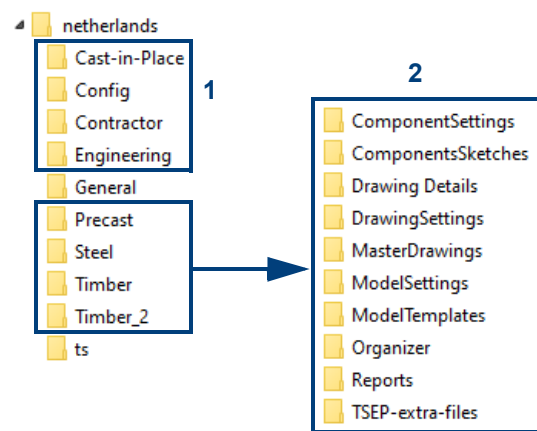 netherlands
Cast-in-Place
Config
Contractor
Engineering
General
Precast
Steel
Timber
Timber_2
ts
1
2
ComponentSettings
ComponentsSketches
Drawing Details
DrawingSettings
MasterDrawings
ModelSettings
ModelTemplates
Organizer
Reports
TSEP-extra-files